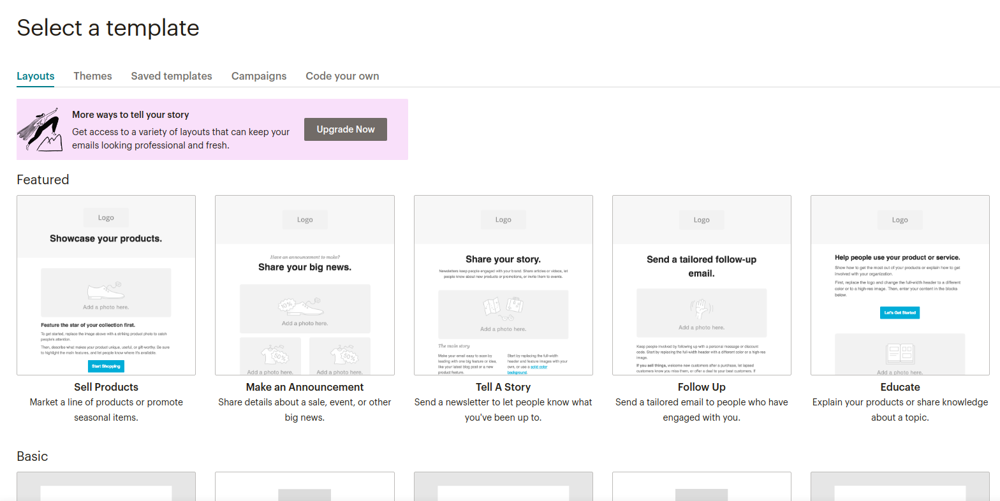 Select a template
Layouts
Themes
Saved templates
Campaigns
Code your own
More ways to tell your story
Get access to a variety of layouts that can keep your
emails looking professional and fresh.
Upgrade Now
Featured
Logo
Showcase your products.
Add a photo here.
Feature the star of your collection first.
To get started, replace the image above with a striking product photo to catch
people's attention.
Then, describe what makes your product unique, useful, or gift-worthy. Be sure
to highlight the main features, and let people know where it's available.
Start Shopping
Sell Products
Market a line of products or promote
seasonal items.
Logo
Have an announcement to make?
Share your big news.
10%
Add a photo here.
50%
Add a photo here.
50%
Add a photo here.
Make an Announcement
Share details about a sale, event, or other
big news.
Logo
Share your story.
Newsletters keep people engaged with your brand. Share articles or videos, let
people know about new products or promotions, or invite them to events.
Add a photo here.
The main story
Make your email easy to scan by
leading with one big feature or idea,
like your latest blog post or a new
product feature.
Start by replacing the full-width
header and feature images with your
own, or use a solid color
background.
Tell A Story
Send a newsletter to let people know what
you've been up to.
Logo
Send a tailored follow-up
email.
Add a photo here.
Keep people involved by following up with a personal message or discount
code. Start by replacing the full-width header with a different color or a high-res
image.
If you sell things, welcome new customers after a purchase, let lapsed
customers know you miss them, or offer a deal to your best customers. If
Follow Up
Send a tailored email to people who have
engaged with you.
Logo
Help people use your product or service.
Show how to get the most out of your products or explain how to get
involved with your organization.
First, replace the logo and change the full-width header to a different
color or to a high-res image. Then, enter your content in the blocks
below.
Let's Get Started
Add a photo here.
Educate
Explain your products or share knowledge
about a topic.
Basic